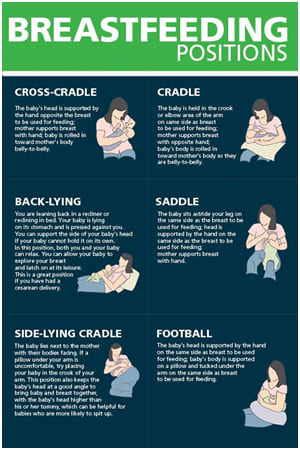 BREASTFEEDING
POSITIONS
CROSS-CRADLE
The baby's head is supported by
the hand opposite the breast
to be used for feeding;
mother supports breast
with hand; baby is rolled in
toward mother's body
belly-to-belly.
CRADLE
The baby is held in the crook
or elbow area of the arm
on same side as breast
to be used for feeding;
mother supports breast
with opposite hand;
baby's body is rolled in
toward mother's body so they
are belly-to-belly.
BACK-LYING
You are leaning back in a recliner or
reclining in bed. Your baby is lying
on its stomach and is pressed against you.
You can support the side of your baby's head
if your baby cannot hold it on its own.
In this position, both you and your baby
can relax. You can allow your baby to
explore your breast
and latch on at its leisure.
This is a great position
if you have had a
cesarean delivery.
SADDLE
The baby sits astride your leg on
the same side as the breast to be
used for feeding; head is
supported by the hand on the
same side as the breast to be
used for feeding;
mother supports breast
with hand.
SIDE-LYING CRADLE
The baby lies next to the mother
with their bodies facing. If a
pillow under your arm is
uncomfortable, try placing
your baby in the crook of your
arm. This position also keeps the
baby's head at a good angle to
bring baby and breast together,
with the baby's head higher than
his or her tummy, which can be helpful for
babies who are more likely to spit up.
FOOTBALL
The baby's head is supported by the hand
on the same side as breast to be used
for feeding; baby's body is supported
on a pillow and tucked under the
arm on the same side as breast
to be used for feeding.